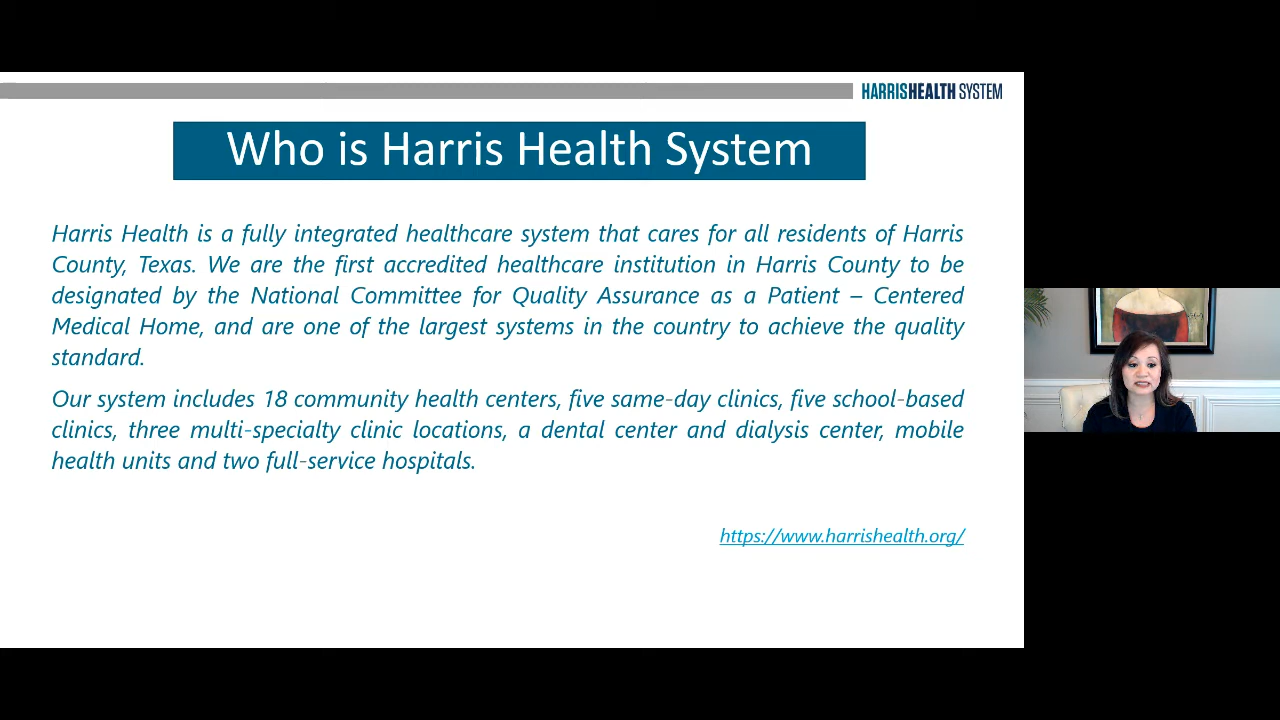 HARRISHEALTH SYSTEM
Who is Harris Health System
Harris Health is a fully integrated healthcare system that cares for all residents of Harris
County, Texas. We are the first accredited healthcare institution in Harris County to be
designated by the National Committee for Quality Assurance as a Patient – Centered
Medical Home, and are one of the largest systems in the country to achieve the quality
standard.
Our system includes 18 community health centers, five same-day clinics, five school-based
clinics, three multi-specialty clinic locations, a dental center and dialysis center, mobile
health units and two full-service hospitals.
https://www.harrishealth.org/